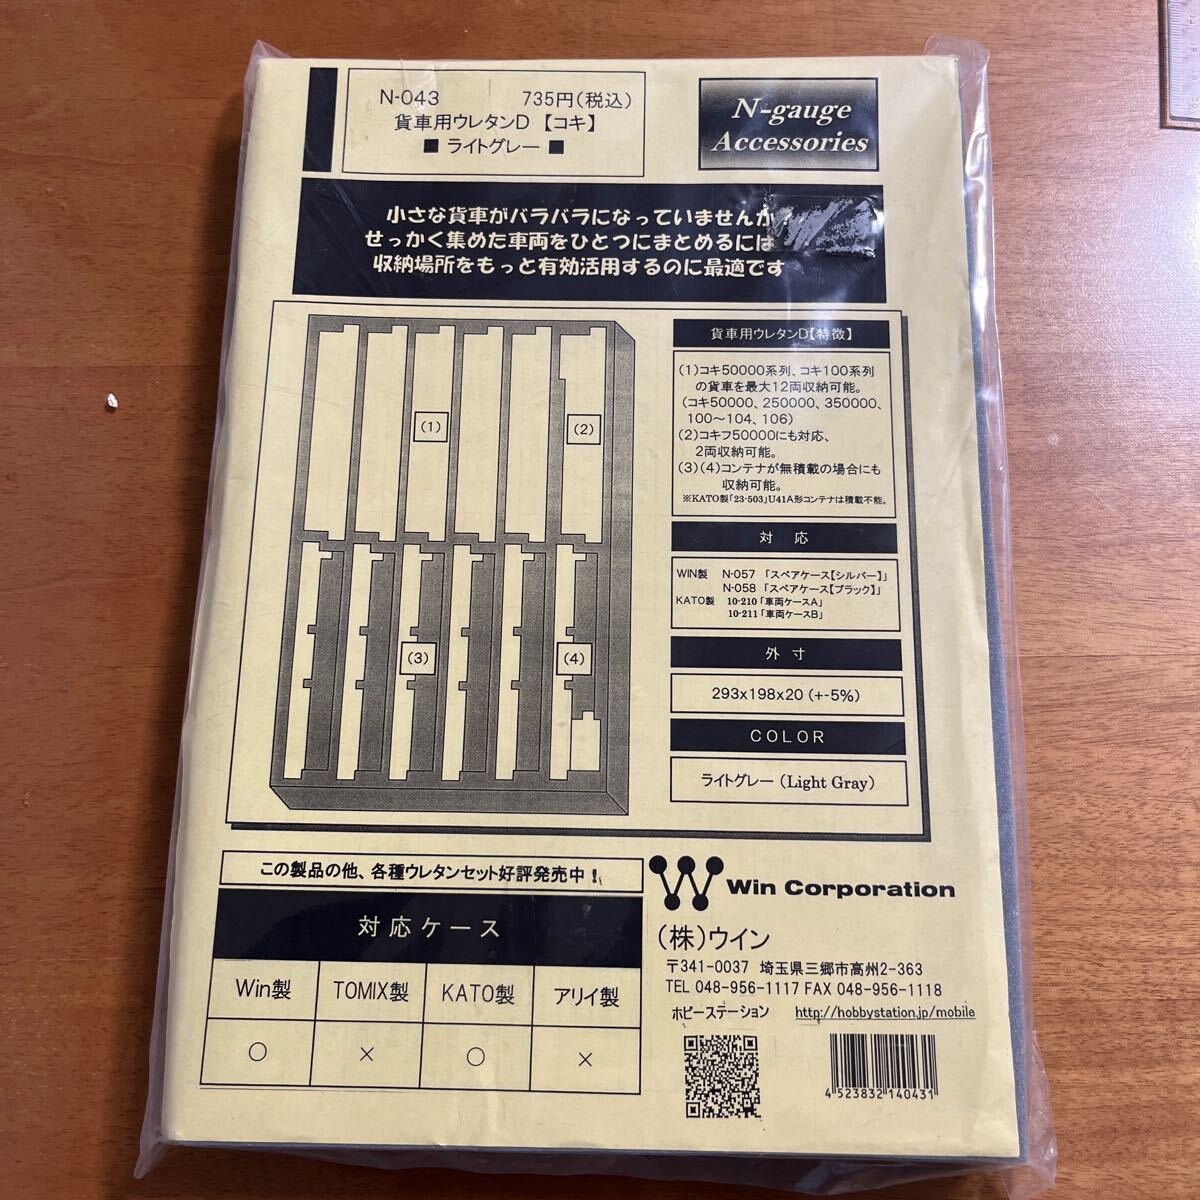 N-043 735円(税込)
貨車用ウレタンD 【コキ】
■ ライトグレー ■
N-gauge
Accessories
小さな貨車がバラバラになっていませんか?
せっかく集めた車両をひとつにまとめるには
収納場所をもっと有効活用するのに最適です
(1)
(2)
(3)
(4)
貨車用ウレタンD【特徴】
(1)コキ50000系列、コキ100系列
の貨車を最大12両収納可能。
(コキ50000、250000、350000、
100〜104、106)
(2)コキフ50000にも対応、
2両収納可能。
(3)(4)コンテナが無積載の場合にも
収納可能。
※KATO製「23-503」U41A形コンテナは積載不能。
対 応
WIN製 N-057 「スペアケース【シルバー】」
N-058 「スペアケース【ブラック】」
KATO製 10-210「車両ケースA」
10-211「車両ケースB」
外 寸
293x198x20 (+-5%)
COLOR
ライトグレー (Light Gray)
この製品の他、各種ウレタンセット好評発売中!
対応ケース
Win製 TOMIX製 KATO製 アリイ製
○ × ○ ×
Win Corporation
(株)ウイン
〒341-0037 埼玉県三郷市高州2-363
TEL 048-956-1117 FAX 048-956-1118
ホビーステーション http://hobbystation.jp/mobile
4 523832 140431